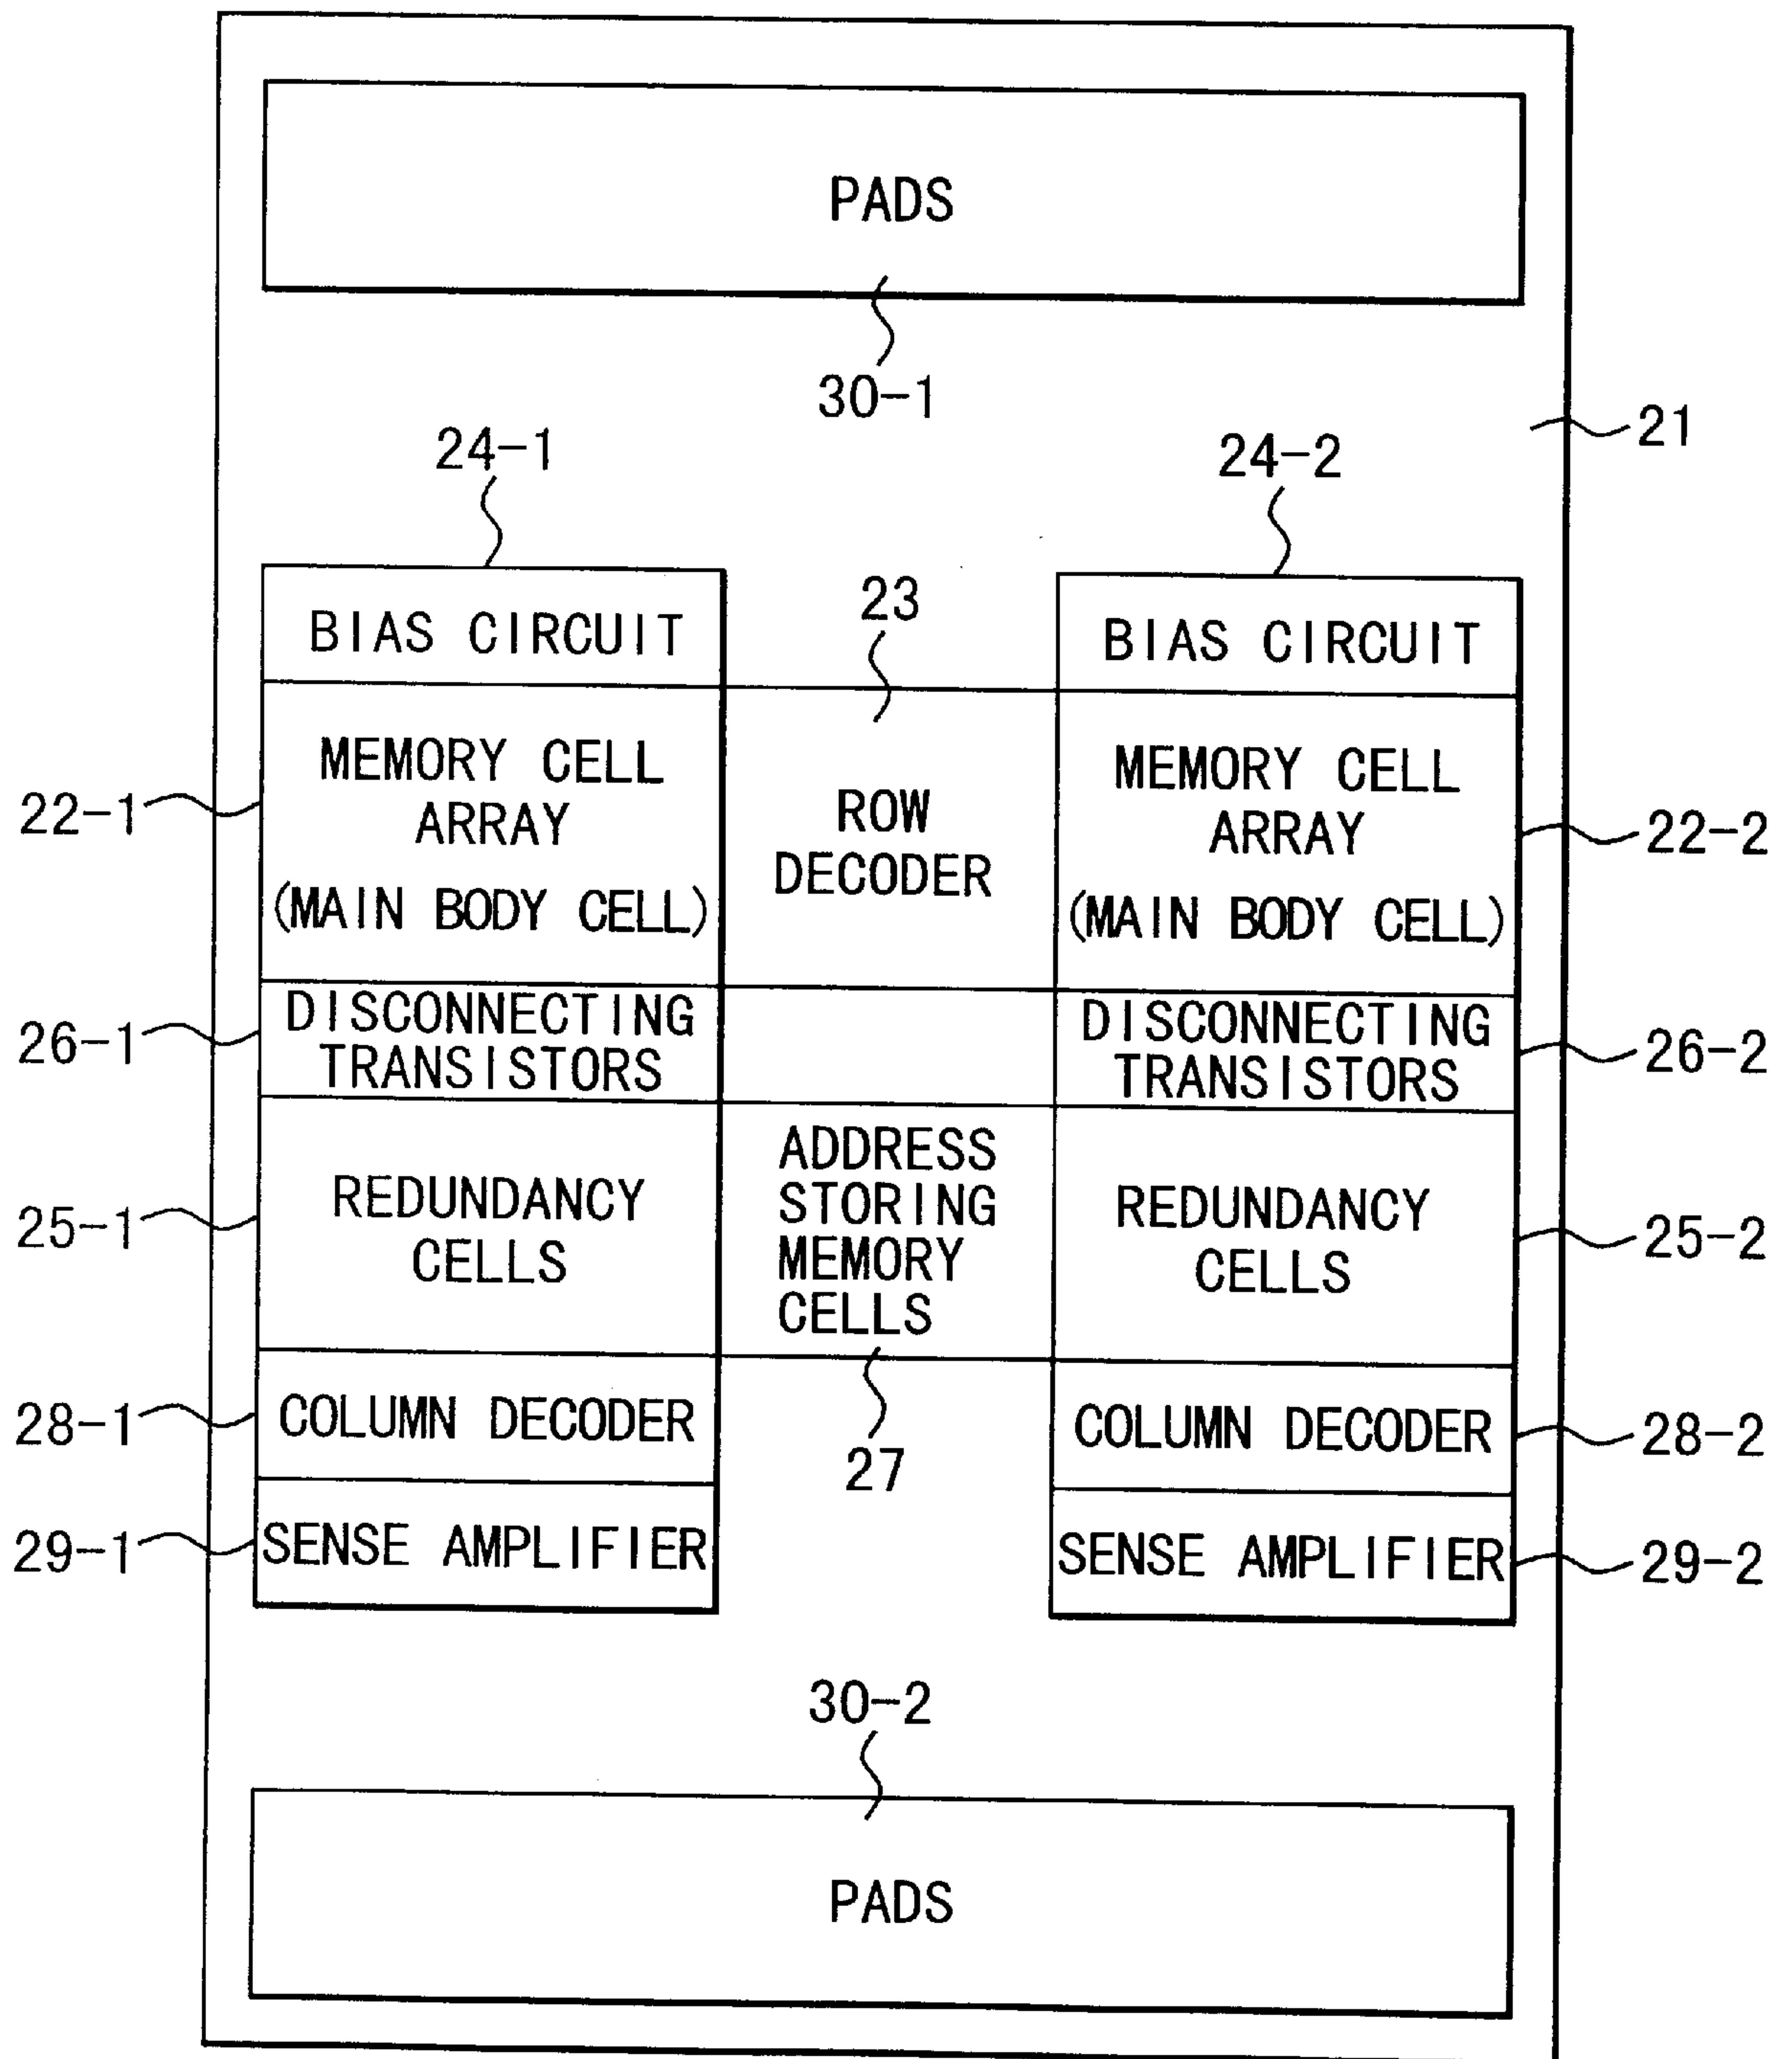 PADS
30-1
21
24-1
24-2
23
BIAS CIRCUIT
BIAS CIRCUIT
22-1
MEMORY CELL
ARRAY
(MAIN BODY CELL)
ROW
DECODER
MEMORY CELL
ARRAY
(MAIN BODY CELL)
22-2
26-1
DISCONNECTING
TRANSISTORS
DISCONNECTING
TRANSISTORS
26-2
25-1
REDUNDANCY
CELLS
ADDRESS
STORING
MEMORY
CELLS
REDUNDANCY
CELLS
25-2
28-1
COLUMN DECODER
27
COLUMN DECODER
28-2
29-1
SENSE AMPLIFIER
SENSE AMPLIFIER
29-2
30-2
PADS